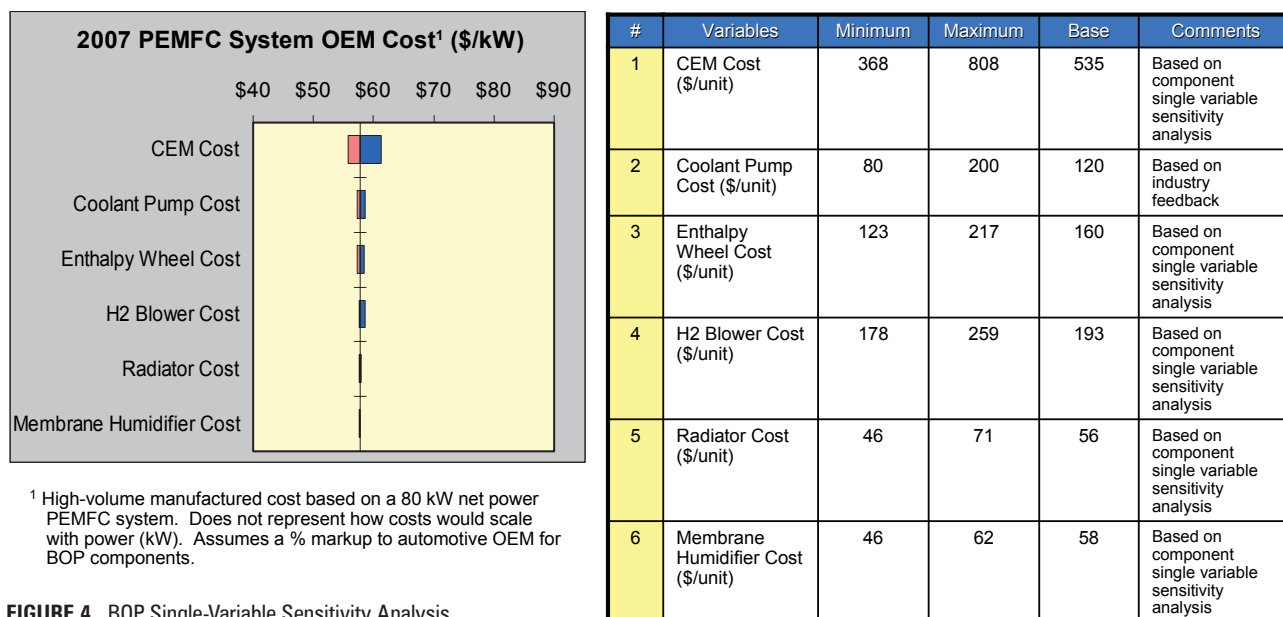 2007 PEMFC System OEM Cost¹ ($/kW)
$40 $50 $60 $70 $80 $90
CEM Cost
Coolant Pump Cost
Enthalpy Wheel Cost
H2 Blower Cost
Radiator Cost
Membrane Humidifier Cost
¹ High-volume manufactured cost based on a 80 kW net power
PEMFC system. Does not represent how costs would scale
with power (kW). Assumes a % markup to automotive OEM for
BOP components.
FIGURE 4. BOP Single-Variable Sensitivity Analysis
# Variables Minimum Maximum Base Comments
1 CEM Cost 368 808 535 Based on
($/unit) component
single variable
sensitivity
analysis
2 Coolant Pump 80 200 120 Based on
Cost ($/unit) industry
feedback
3 Enthalpy 123 217 160 Based on
Wheel Cost component
($/unit) single variable
sensitivity
analysis
4 H2 Blower Cost 178 259 193 Based on
($/unit) component
single variable
sensitivity
analysis
5 Radiator Cost 46 71 56 Based on
($/unit) component
single variable
sensitivity
analysis
6 Membrane 46 62 58 Based on
Humidifier Cost component
($/unit) single variable
sensitivity
analysis